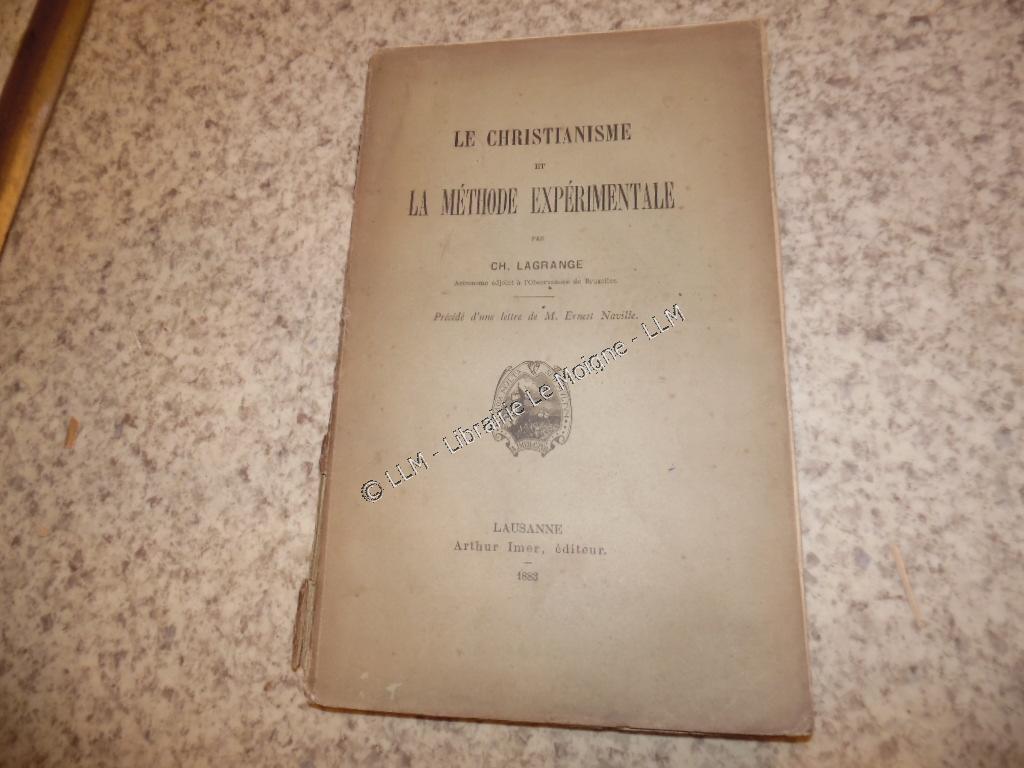 LE CHRISTIANISME
ET
LA MÉTHODE EXPÉRIMENTALE
PAR
CH. LAGRANGE
Astronome adjoint à l'Observatoire de Bruxelles.
Précédé d'une lettre de M. Ernest Naville.
© LLM - Librairie Le Moigne - LLM
LAUSANNE
Arthur Imer, éditeur.
1883